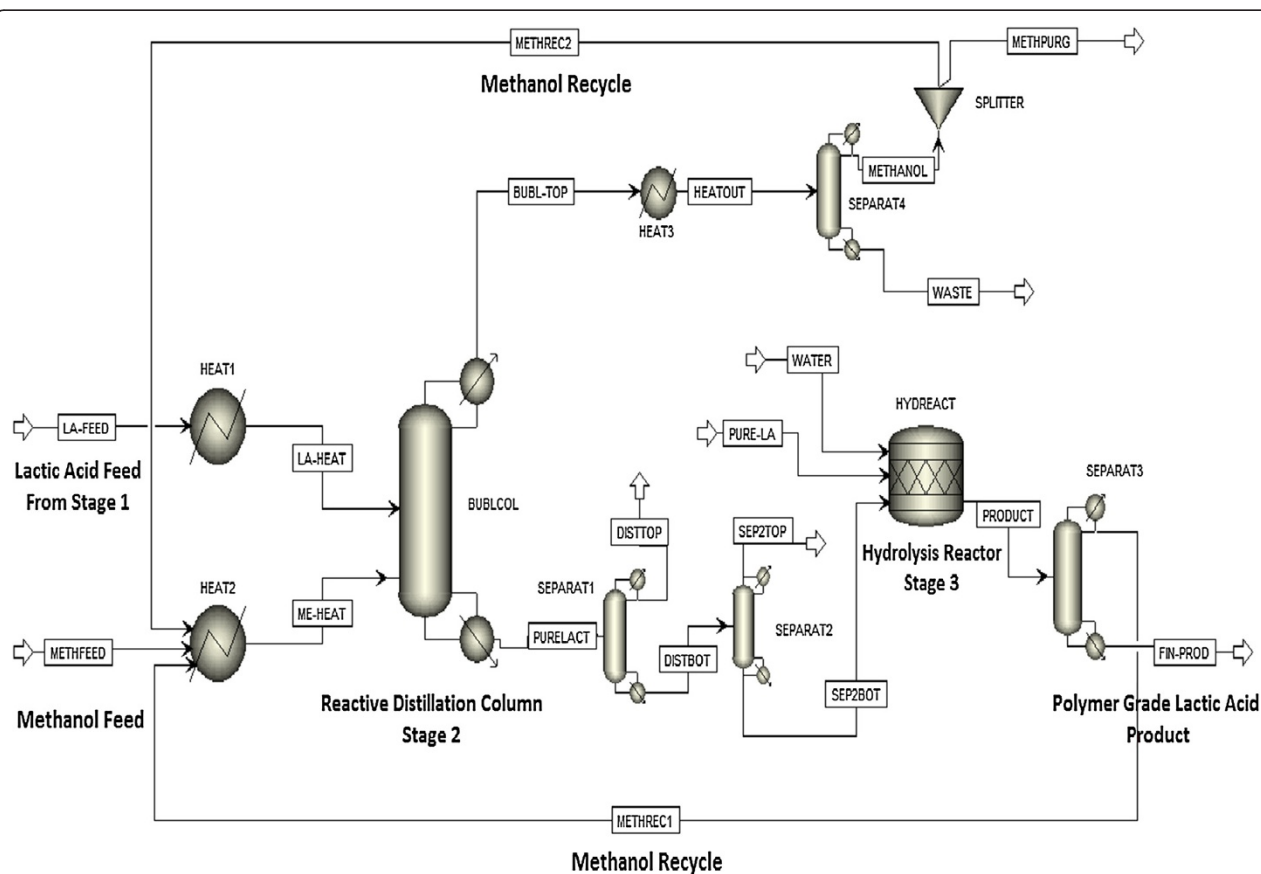 METHREC2
Methanol Recycle
METHPURG
SPLITTER
METHANOL
SEPARAT4
BUBL-TOP
HEATOUT
HEAT3
WASTE
WATER
HYDREACT
PURE-LA
HEAT1
LA-FEED
LA-HEAT
Lactic Acid Feed
From Stage 1
BUBLCOL
SEPARAT3
PRODUCT
DISTTOP
SEP2TOP
Hydrolysis Reactor
Stage 3
HEAT2
ME-HEAT
SEPARAT1
PURELACT
SEPARAT2
DISTBOT
METHFEED
FIN-PROD
SEP2BOT
Methanol Feed
Reactive Distillation Column
Stage 2
Polymer Grade Lactic Acid
Product
METHREC1
Methanol Recycle